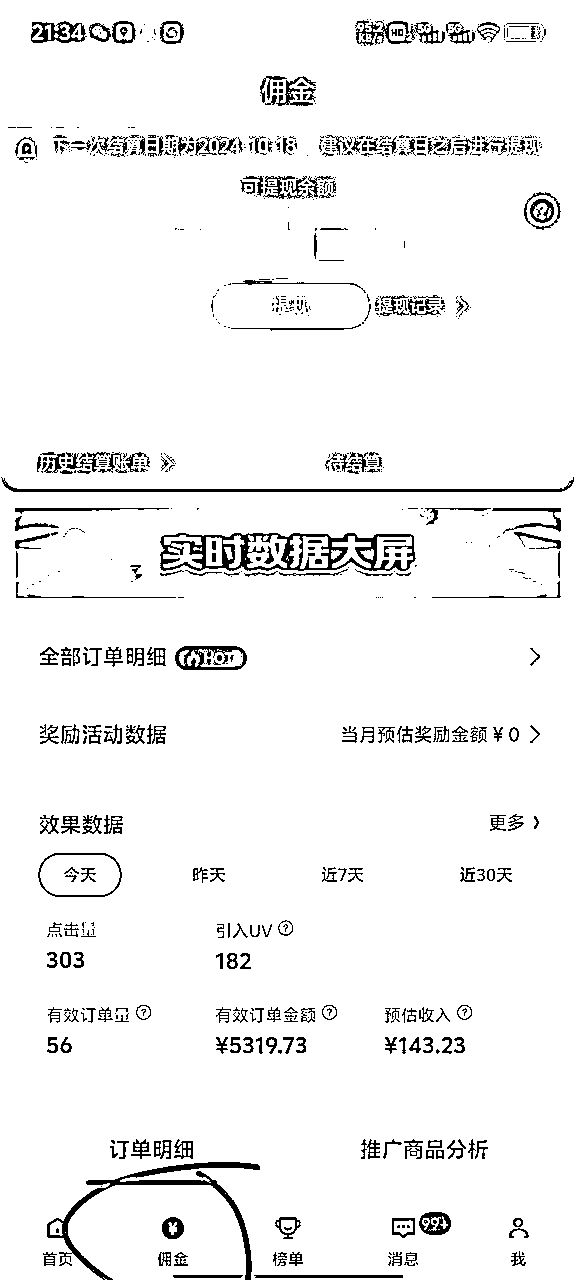 21:34
佣金
下一次结算日期为2024-10-18 建议在结算日之后进行提现
可提现余额
提现 提现记录
历史结算账单 待结算
实时数据大屏
全部订单明细 HOT
奖励活动数据 当月预估奖励金额 ¥ 0
效果数据 更多
今天 昨天 近7天 近30天
点击量 引入UV
303 182
有效订单量 有效订单金额 预估收入
56 ¥5319.73 ¥143.23
订单明细 推广商品分析
99+
首页 佣金 榜单 消息 我